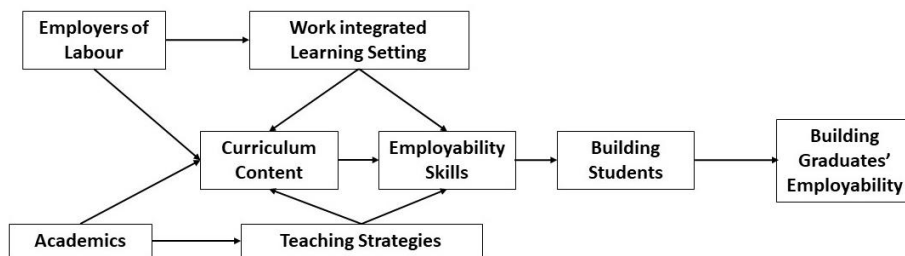 Employers of
Labour
Work integrated
Learning Setting
Curriculum
Content
Employability
Skills
Building
Students
Building
Graduates’
Employability
Academics
Teaching Strategies